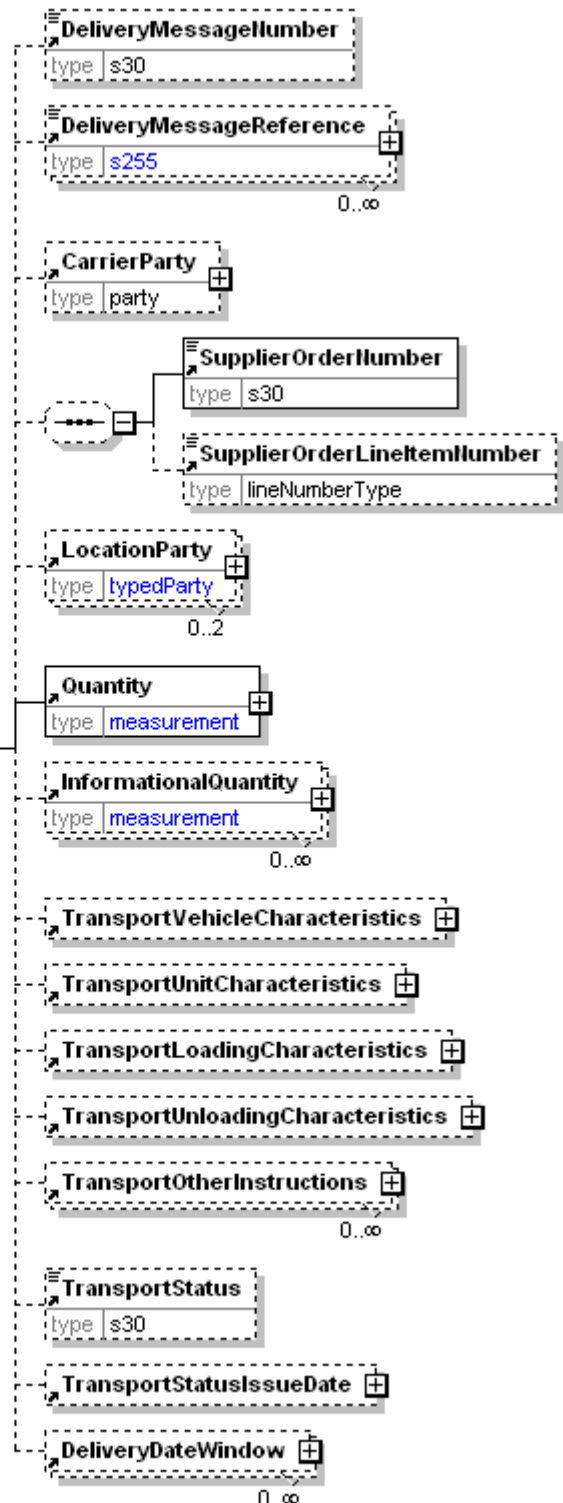 DeliveryMessageNumber
type s30
DeliveryMessageReference
type s255
0..∞
CarrierParty
type party
SupplierOrderNumber
type s30
SupplierOrderLineItemNumber
type lineNumberType
LocationParty
type typedParty
0..2
Quantity
type measurement
InformationalQuantity
type measurement
0..∞
TransportVehicleCharacteristics
TransportUnitCharacteristics
TransportLoadingCharacteristics
TransportUnloadingCharacteristics
TransportOtherInstructions
0..∞
TransportStatus
type s30
TransportStatusIssueDate
DeliveryDateWindow
0..∞